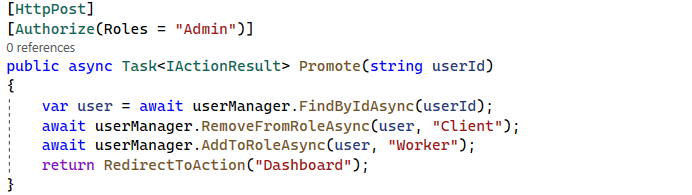 [HttpPost]
[Authorize(Roles = "Admin")]
0 references
public async Task<IActionResult> Promote(string userId)
{
    var user = await userManager.FindByIdAsync(userId);
    await userManager.RemoveFromRoleAsync(user, "Client");
    await userManager.AddToRoleAsync(user, "Worker");
    return RedirectToAction("Dashboard");
}